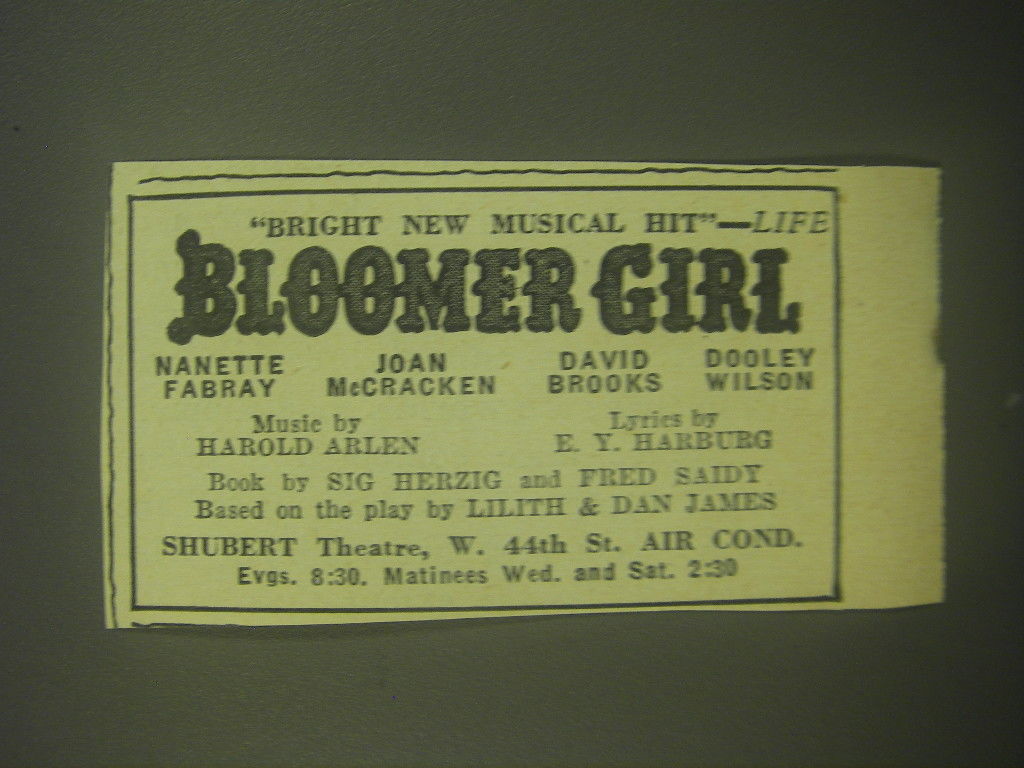 "BRIGHT NEW MUSICAL HIT"—LIFE
BLOOMER GIRL
NANETTE FABRAY
JOAN McCRACKEN
DAVID BROOKS
DOOLEY WILSON
Music by
HAROLD ARLEN
Lyrics by
E. Y. HARBURG
Book by SIG HERZIG and FRED SAIDY
Based on the play by LILITH & DAN JAMES
SHUBERT Theatre, W. 44th St. AIR COND.
Evgs. 8:30. Matinees Wed. and Sat. 2:30